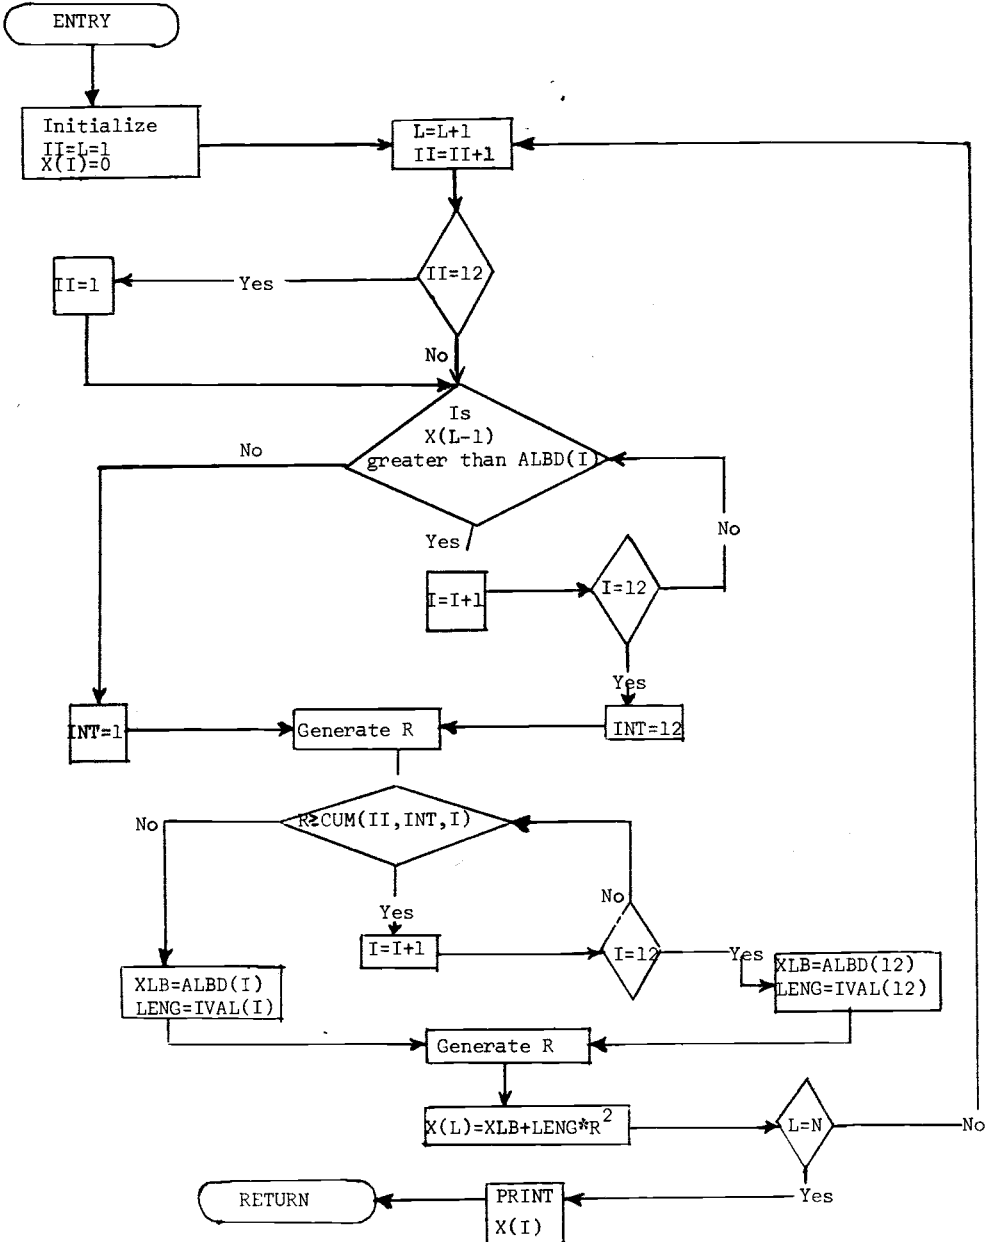 ENTRY
Initialize
II=L=1
X(I)=0
L=L+1
II=II+1
II=12
Yes
II=1
No
Is
X(L-1)
greater than ALBD(I)
No
Yes
No
I=I+1
I=12
Yes
INT=1
Generate R
INT=12
R≥CUM(II,INT,I)
No
Yes
No
I=I+1
I=12
Yes
XLB=ALBD(I)
LENG=IVAL(I)
XLB=ALBD(12)
LENG=IVAL(12)
Generate R
X(L)=XLB+LENG*R²
L=N
No
Yes
RETURN
PRINT
X(I)